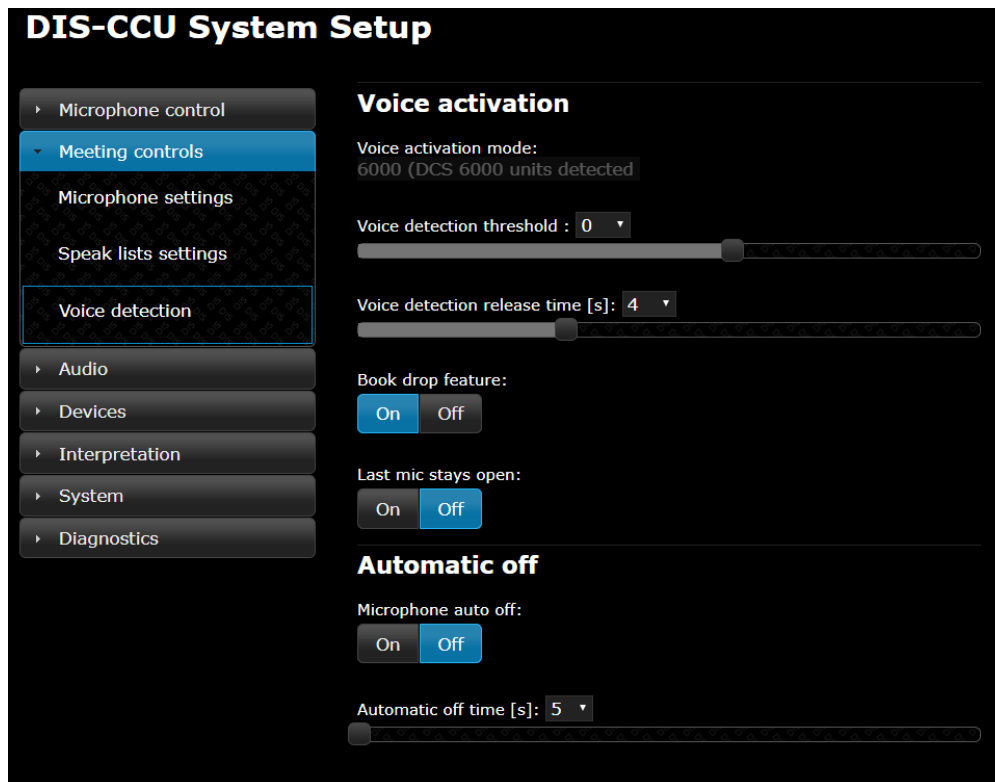 DIS-CCU System Setup
Microphone control
Meeting controls
Microphone settings
Speak lists settings
Voice detection
Audio
Devices
Interpretation
System
Diagnostics
Voice activation
Voice activation mode:
6000 (DCS 6000 units detected
Voice detection threshold : 0
Voice detection release time [s]: 4
Book drop feature:
On Off
Last mic stays open:
On Off
Automatic off
Microphone auto off:
On Off
Automatic off time [s]: 5